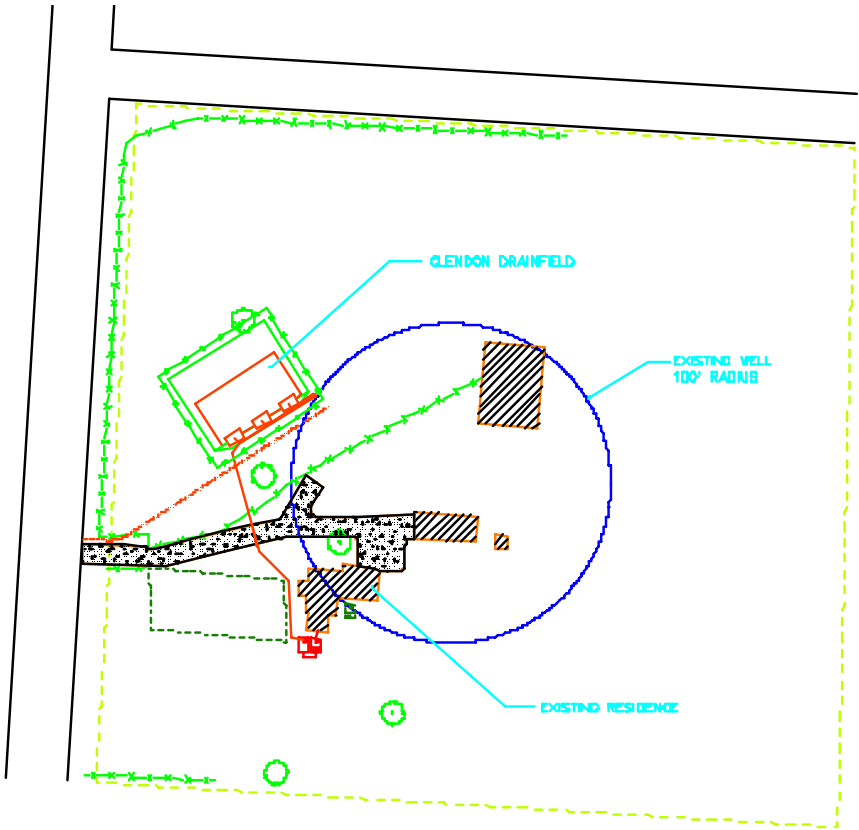 GLENDON DRAINFIELD
EXISTING WELL
100' RADIUS
EXISTING RESIDENCE